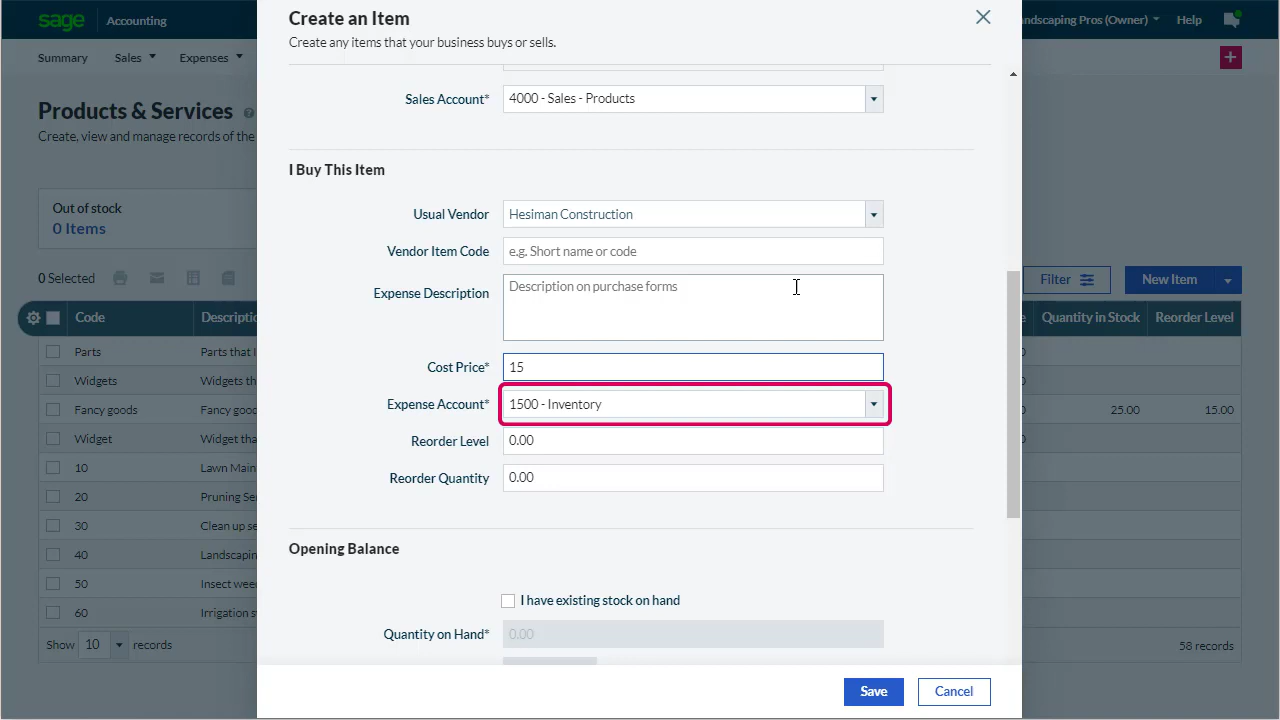 sage Accounting
ndscaping Pros (Owner) Help
Create an Item
Create any items that your business buys or sells.
Summary Sales Expenses
Products & Services
Create, view and manage records of the
Out of stock
0 Items
Sales Account* 4000 - Sales - Products
I Buy This Item
Usual Vendor Hesiman Construction
Vendor Item Code e.g. Short name or code
Expense Description Description on purchase forms
Cost Price* 15
Expense Account* 1500 - Inventory
Reorder Level 0.00
Reorder Quantity 0.00
Opening Balance
I have existing stock on hand
Quantity on Hand* 0.00
Save Cancel
0 Selected
Filter New Item
Code Descriptio
Quantity in Stock Reorder Level
Parts Parts that I
Widgets Widgets th
Fancy goods Fancy good 25.00 15.00
Widget Widget tha
10 Lawn Main
20 Pruning Se
30 Clean up se
40 Landscapin
50 Insect weed
60 Irrigation s
Show 10 records
58 records